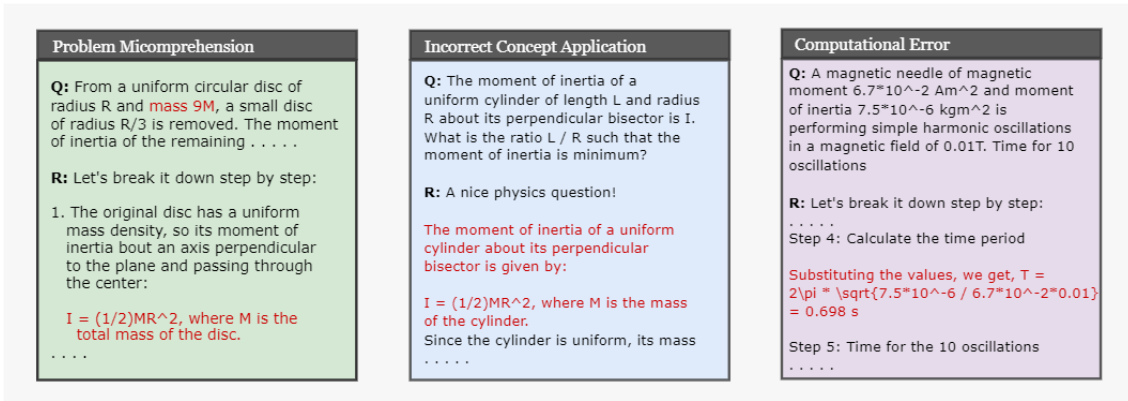 Problem Micomprehension
Q: From a uniform circular disc of
radius R and mass 9M, a small disc
of radius R/3 is removed. The moment
of inertia of the remaining . . . . .
R: Let's break it down step by step:
1. The original disc has a uniform
mass density, so its moment of
inertia bout an axis perpendicular
to the plane and passing through
the center:
I = (1/2)MR^2, where M is the
total mass of the disc.
. . . .
Incorrect Concept Application
Q: The moment of inertia of a
uniform cylinder of length L and radius
R about its perpendicular bisector is I.
What is the ratio L / R such that the
moment of inertia is minimum?
R: A nice physics question!
The moment of inertia of a uniform
cylinder about its perpendicular
bisector is given by:
I = (1/2)MR^2, where M is the mass
of the cylinder.
Since the cylinder is uniform, its mass
. . . . .
Computational Error
Q: A magnetic needle of magnetic
moment 6.7*10^-2 Am^2 and moment
of inertia 7.5*10^-6 kgm^2 is
performing simple harmonic oscillations
in a magnetic field of 0.01T. Time for 10
oscillations
R: Let's break it down step by step:
. . . . .
Step 4: Calculate the time period
Substituting the values, we get, T =
2\pi * \sqrt{7.5*10^-6 / 6.7*10^-2*0.01}
= 0.698 s
Step 5: Time for the 10 oscillations
. . . . .